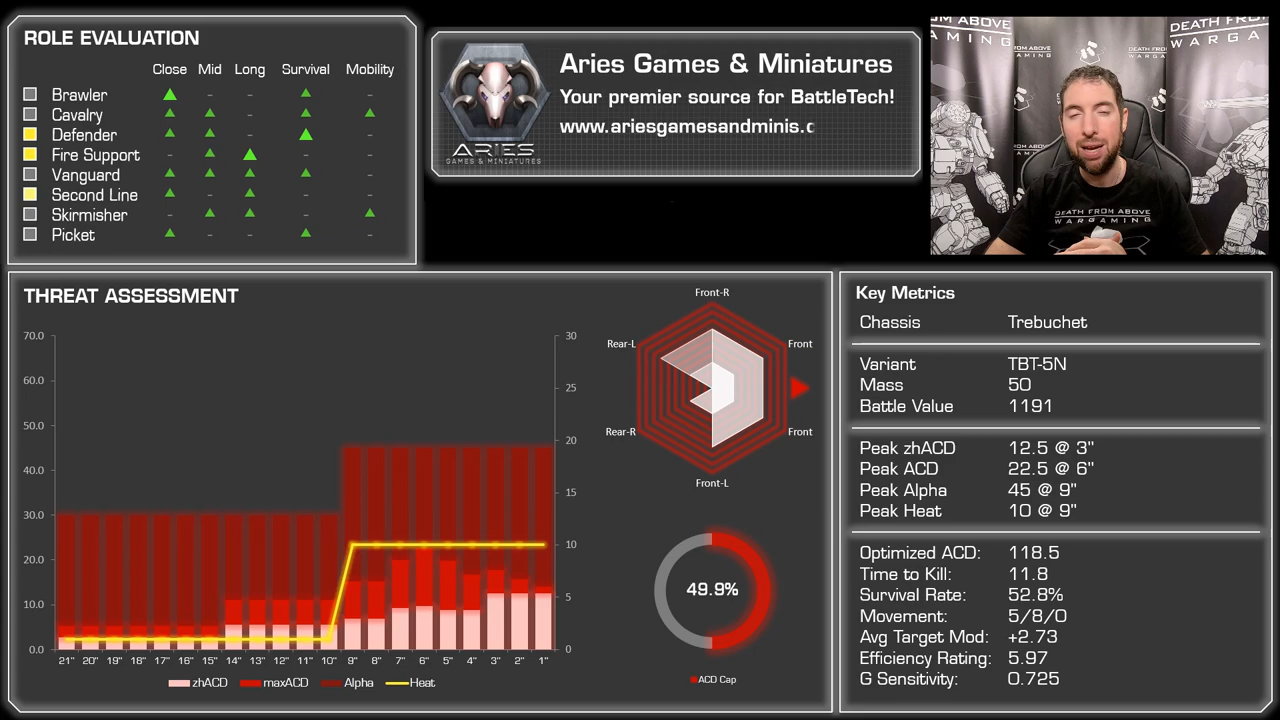 ROLE EVALUATION
Close Mid Long Survival Mobility
Brawler - - -
Cavalry -
Defender - -
Fire Support - - -
Vanguard -
Second Line - - -
Skirmisher - -
Picket - - -
ARIES
GAMES & MINIATURES
Aries Games & Miniatures
Your premier source for BattleTech!
www.ariesgamesandminis.c
DEATH FROM ABOVE
WARGAMING
THREAT ASSESSMENT
70.0
60.0
50.0
40.0
30.0
20.0
10.0
0.0
30
25
20
15
10
5
0
21" 20" 19" 18" 17" 16" 15" 14" 13" 12" 11" 10" 9" 8" 7" 6" 5" 4" 3" 2" 1"
zhACD maxACD Alpha Heat
Front-R
Rear-L Front
Rear-R Front
Front-L
49.9%
ACD Cap
Key Metrics
Chassis Trebuchet
Variant TBT-5N
Mass 50
Battle Value 1191
Peak zhACD 12.5 @ 3"
Peak ACD 22.5 @ 6"
Peak Alpha 45 @ 9"
Peak Heat 10 @ 9"
Optimized ACD: 118.5
Time to Kill: 11.8
Survival Rate: 52.8%
Movement: 5/8/0
Avg Target Mod: +2.73
Efficiency Rating: 5.97
G Sensitivity: 0.725